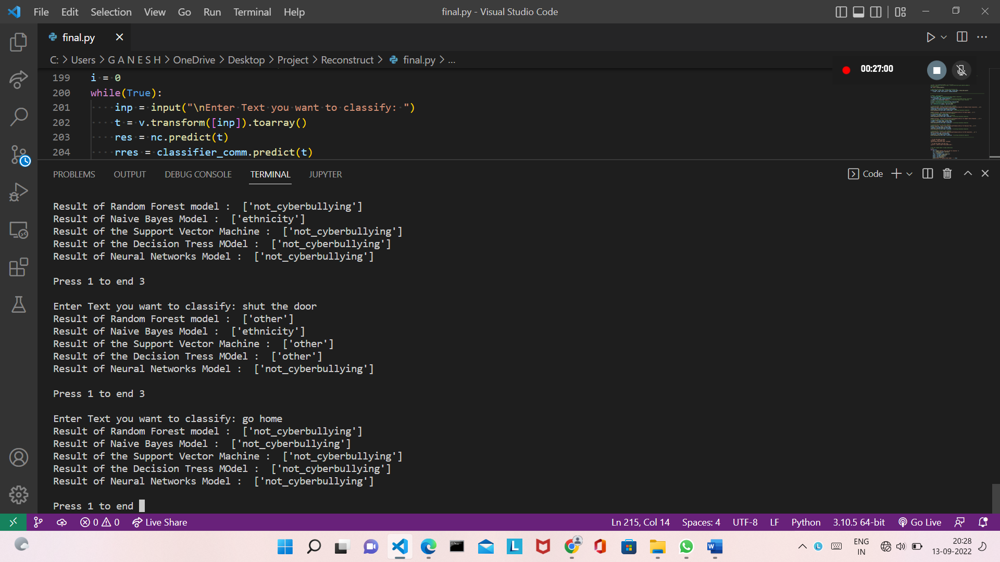 File Edit Selection View Go Run Terminal Help final.py - Visual Studio Code
final.py
C: > Users > G A N E S H > OneDrive > Desktop > Project > Reconstruct > final.py > ...
00:27:00
199 i = 0
200 while(True):
201 inp = input("\nEnter Text you want to classify: ")
202 t = v.transform([inp]).toarray()
203 res = nc.predict(t)
204 rres = classifier_comm.predict(t)
PROBLEMS OUTPUT DEBUG CONSOLE TERMINAL JUPYTER Code
Result of Random Forest model :  ['not_cyberbullying']
Result of Naive Bayes Model :  ['ethnicity']
Result of the Support Vector Machine :  ['not_cyberbullying']
Result of the Decision Tress MOdel :  ['not_cyberbullying']
Result of Neural Networks Model :  ['not_cyberbullying']
Press 1 to end 3
Enter Text you want to classify: shut the door
Result of Random Forest model :  ['other']
Result of Naive Bayes Model :  ['ethnicity']
Result of the Support Vector Machine :  ['other']
Result of the Decision Tress MOdel :  ['other']
Result of Neural Networks Model :  ['not_cyberbullying']
Press 1 to end 3
Enter Text you want to classify: go home
Result of Random Forest model :  ['not_cyberbullying']
Result of Naive Bayes Model :  ['not_cyberbullying']
Result of the Support Vector Machine :  ['not_cyberbullying']
Result of the Decision Tress MOdel :  ['not_cyberbullying']
Result of Neural Networks Model :  ['not_cyberbullying']
Press 1 to end
0 0 Live Share Ln 215, Col 14 Spaces: 4 UTF-8 LF Python 3.10.5 64-bit Go Live
ENG 20:28
IN 13-09-2022